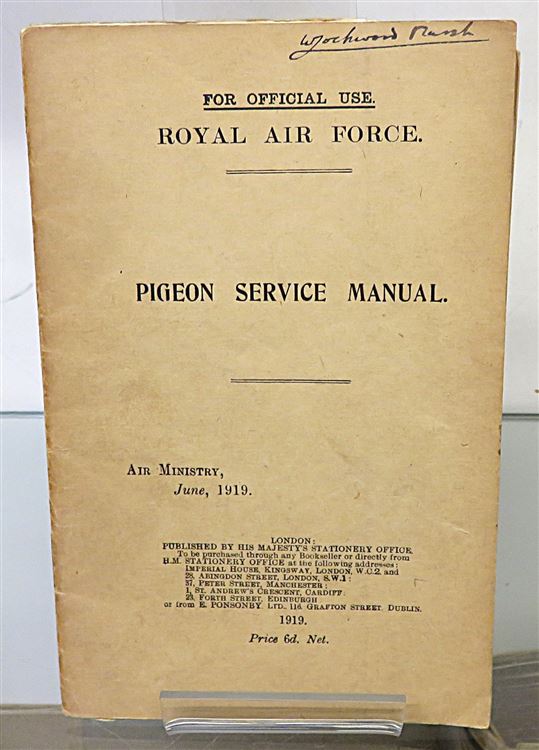 W Lockwood Marsh
FOR OFFICIAL USE.
ROYAL AIR FORCE.
PIGEON SERVICE MANUAL.
AIR MINISTRY,
June, 1919.
LONDON:
PUBLISHED BY HIS MAJESTY'S STATIONERY OFFICE.
To be purchased through any Bookseller or directly from
H.M. STATIONERY OFFICE at the following addresses:
IMPERIAL HOUSE, KINGSWAY, LONDON, W.C.2, and
28, ABINGDON STREET, LONDON, S.W.1;
37, PETER STREET, MANCHESTER;
1, ST. ANDREW'S CRESCENT, CARDIFF;
23, FORTH STREET, EDINBURGH;
or from E. PONSONBY, LTD., 116, GRAFTON STREET, DUBLIN.
1919.
Price 6d. Net.